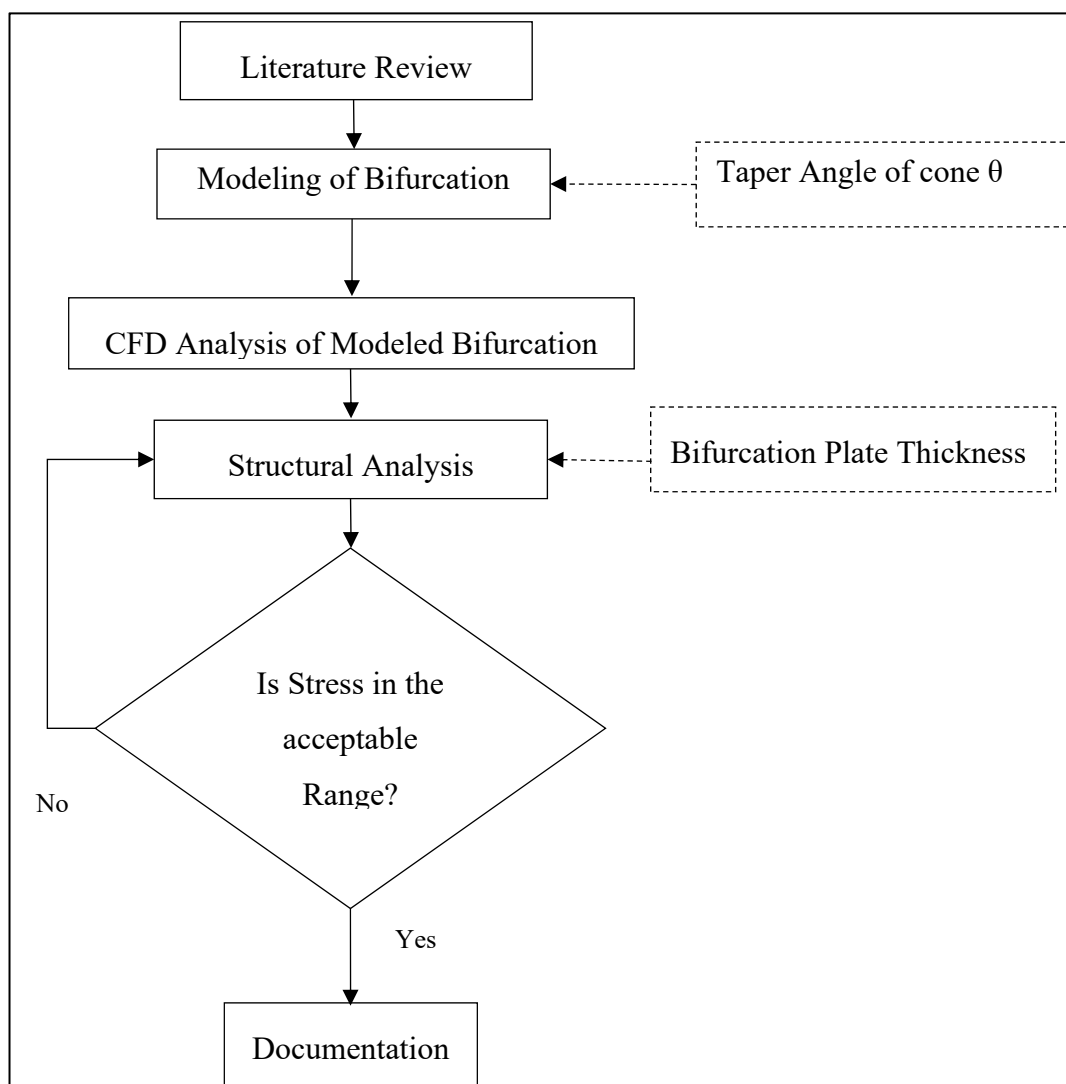 Literature Review
Modeling of Bifurcation
Taper Angle of cone θ
CFD Analysis of Modeled Bifurcation
Bifurcation Plate Thickness
Structural Analysis
Is Stress in the
acceptable
Range?
No
Yes
Documentation